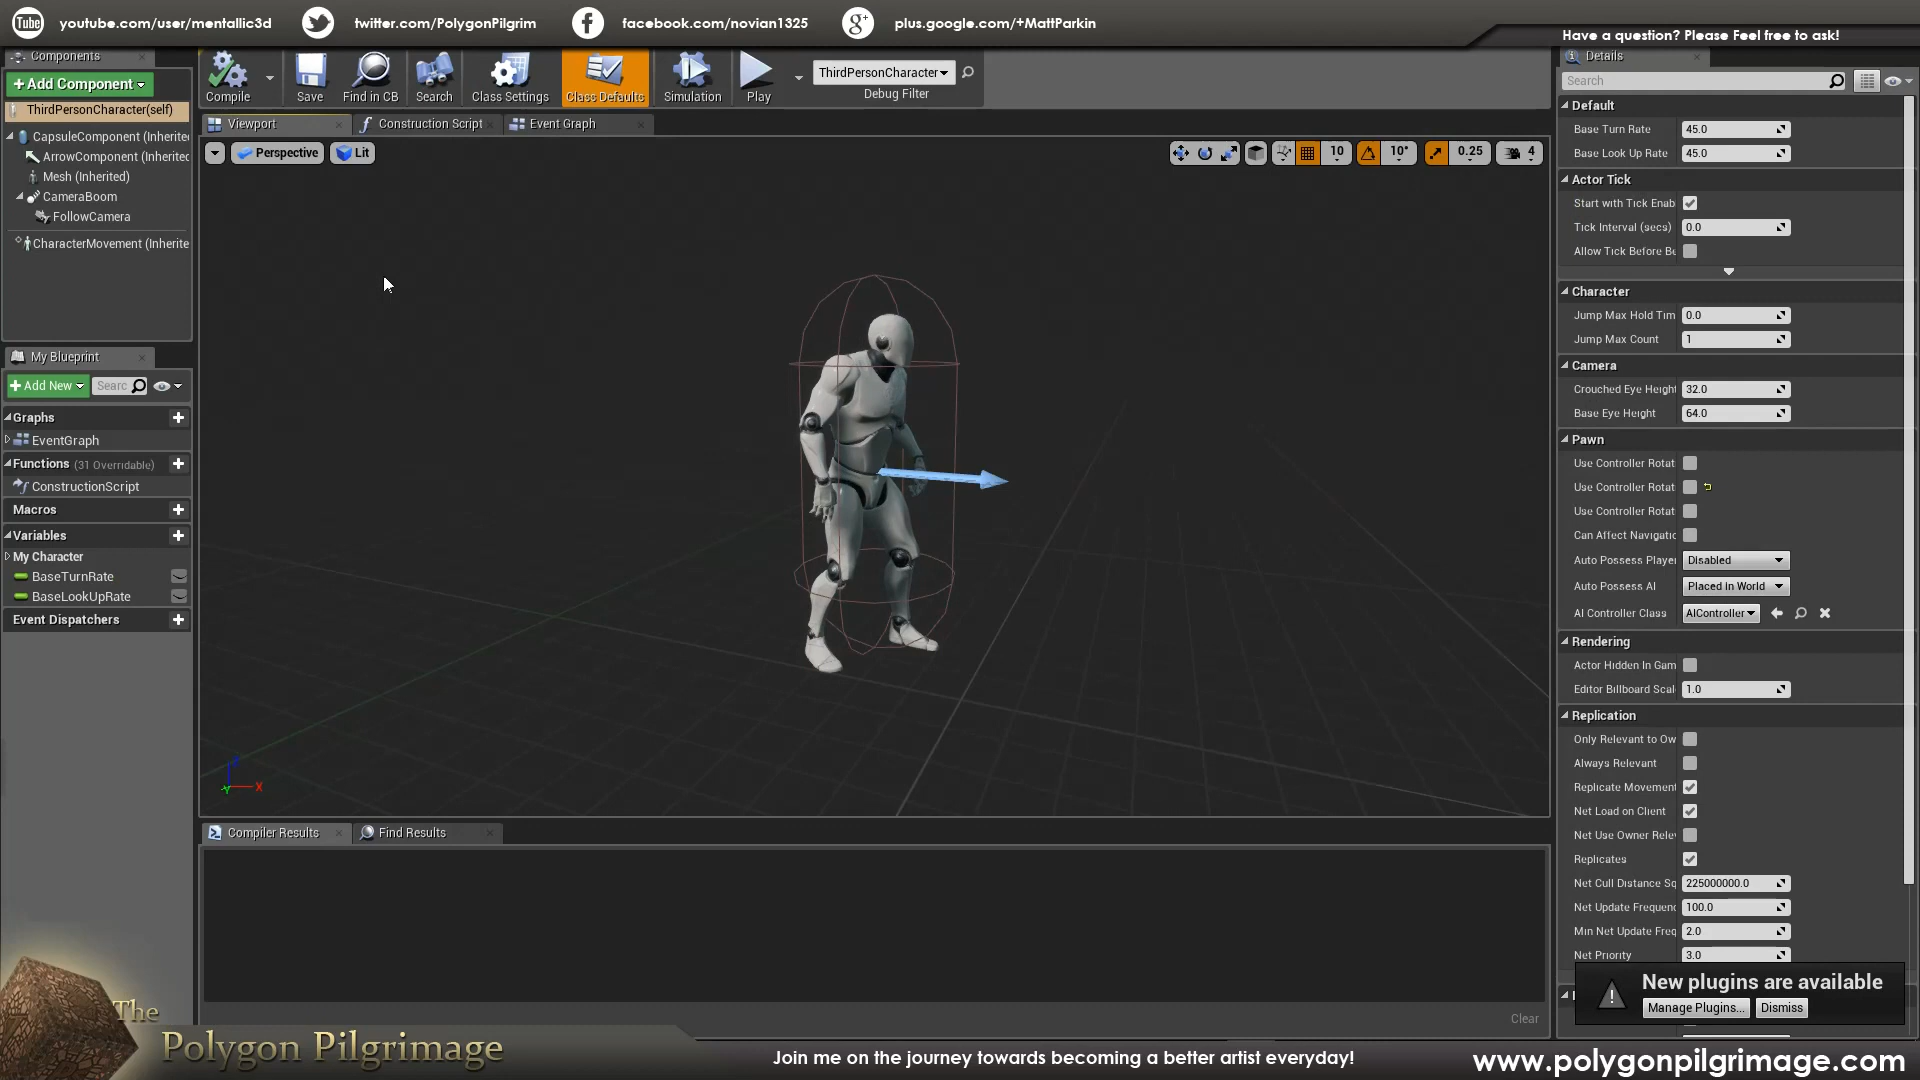 You Tube
youtube.com/user/mentallic3d
twitter.com/PolygonPilgrim
facebook.com/novian1325
g+
plus.google.com/+MattParkin
Have a question? Please Feel free to ask!
Components
Add Component
ThirdPersonCharacter(self)
CapsuleComponent (Inherite
ArrowComponent (Inherited
Mesh (Inherited)
CameraBoom
FollowCamera
CharacterMovement (Inherite
My Blueprint
Add New
Searc
Graphs
EventGraph
Functions (31 Overridable)
ConstructionScript
Macros
Variables
My Character
BaseTurnRate
BaseLookUpRate
Event Dispatchers
Compile
Save
Find in CB
Search
Class Settings
Class Defaults
Simulation
Play
ThirdPersonCharacter
Debug Filter
Viewport
Construction Script
Event Graph
Perspective
Lit
10
10°
0.25
4
X
Y
Compiler Results
Find Results
Clear
Details
Search
Default
Base Turn Rate 45.0
Base Look Up Rate 45.0
Actor Tick
Start with Tick Enab
Tick Interval (secs) 0.0
Allow Tick Before Be
Character
Jump Max Hold Tim 0.0
Jump Max Count 1
Camera
Crouched Eye Height 32.0
Base Eye Height 64.0
Pawn
Use Controller Rotat
Use Controller Rotat
Use Controller Rotat
Can Affect Navigatic
Auto Possess Player Disabled
Auto Possess AI Placed in World
AI Controller Class AIController
Rendering
Actor Hidden In Gam
Editor Billboard Scal 1.0
Replication
Only Relevant to Ow
Always Relevant
Replicate Movement
Net Load on Client
Net Use Owner Relev
Replicates
Net Cull Distance Sq 225000000.0
Net Update Frequenc 100.0
Min Net Update Freq 2.0
Net Priority 3.0
New plugins are available
Manage Plugins...
Dismiss
The
Polygon Pilgrimage
Join me on the journey towards becoming a better artist everyday!
www.polygonpilgrimage.com